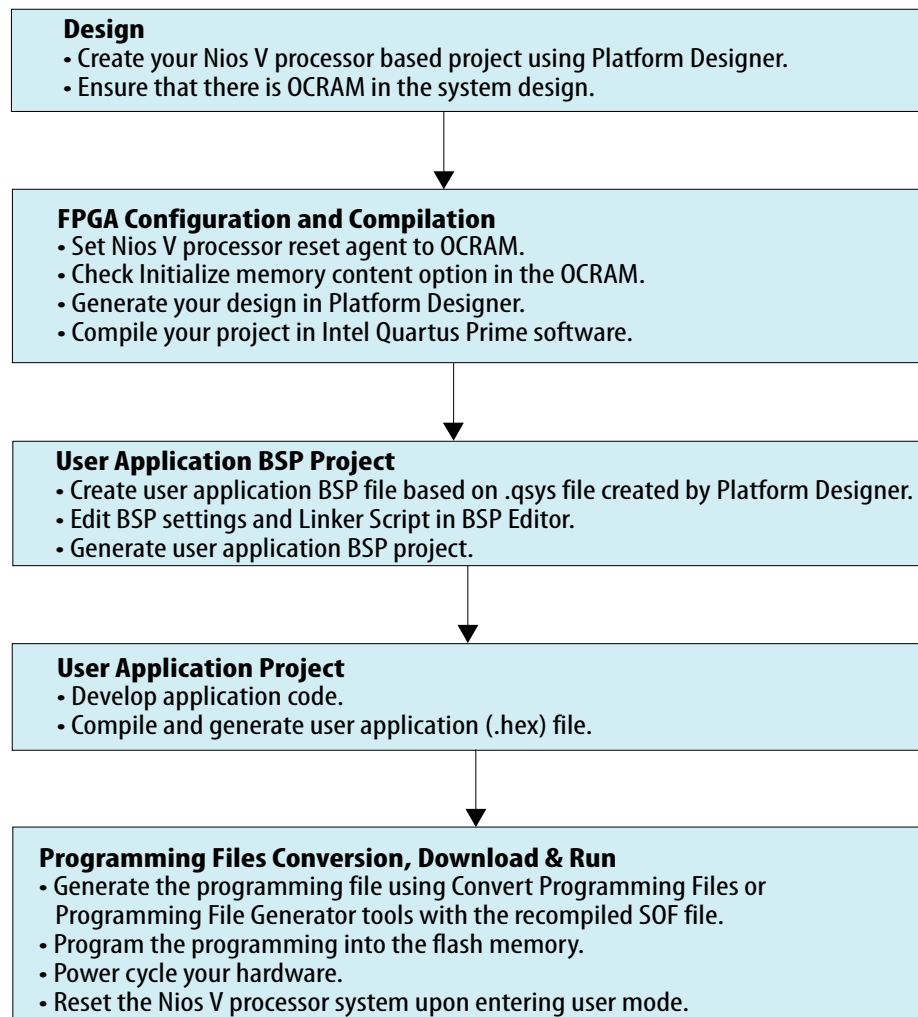 Design
• Create your Nios V processor based project using Platform Designer.
• Ensure that there is OCRAM in the system design.
FPGA Configuration and Compilation
• Set Nios V processor reset agent to OCRAM.
• Check Initialize memory content option in the OCRAM.
• Generate your design in Platform Designer.
• Compile your project in Intel Quartus Prime software.
User Application BSP Project
• Create user application BSP file based on .qsys file created by Platform Designer.
• Edit BSP settings and Linker Script in BSP Editor.
• Generate user application BSP project.
User Application Project
• Develop application code.
• Compile and generate user application (.hex) file.
Programming Files Conversion, Download & Run
• Generate the programming file using Convert Programming Files or
Programming File Generator tools with the recompiled SOF file.
• Program the programming into the flash memory.
• Power cycle your hardware.
• Reset the Nios V processor system upon entering user mode.